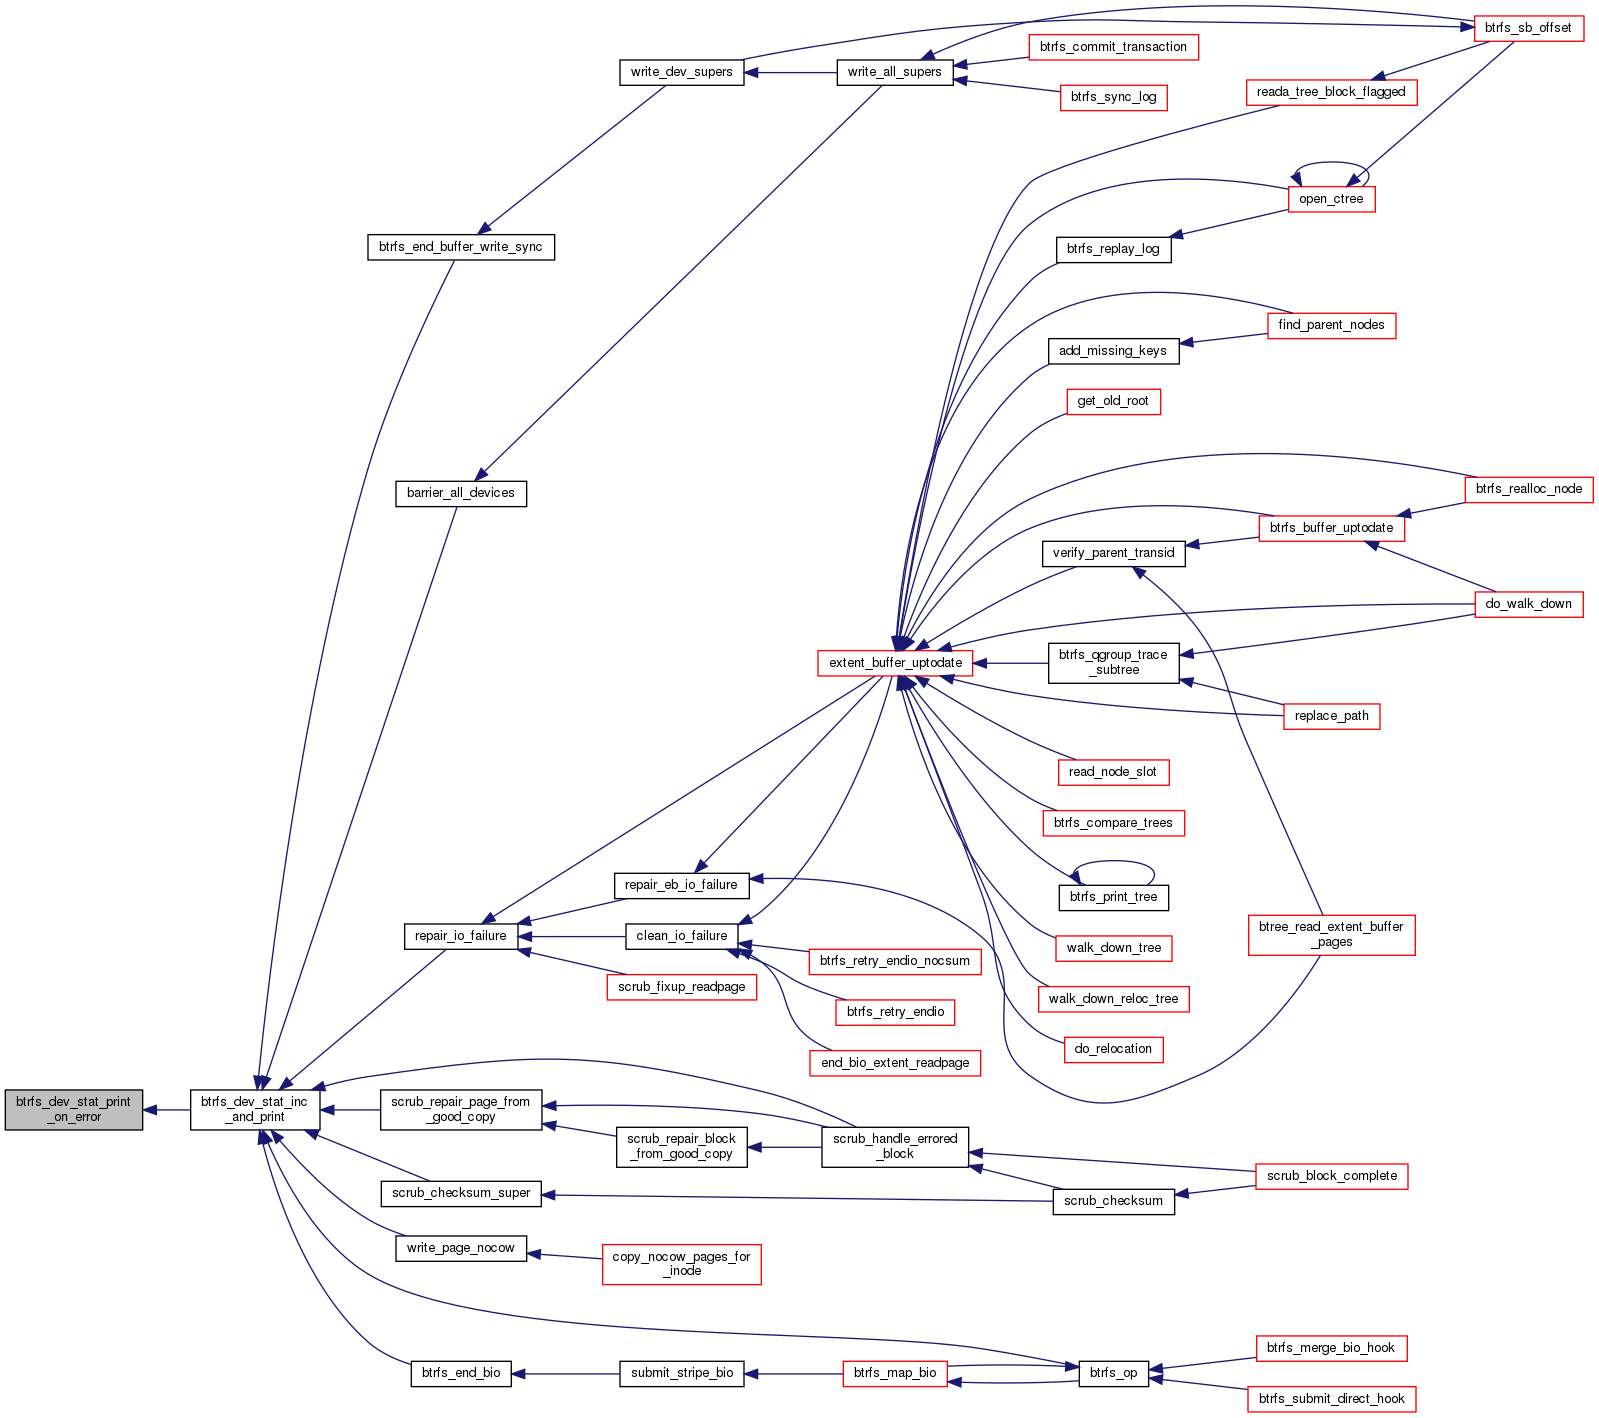 btrfs_sb_offset
btrfs_commit_transaction
write_dev_supers
write_all_supers
reada_tree_block_flagged
btrfs_sync_log
open_ctree
btrfs_end_buffer_write_sync
btrfs_replay_log
find_parent_nodes
add_missing_keys
get_old_root
barrier_all_devices
btrfs_realloc_node
btrfs_buffer_uptodate
verify_parent_transid
do_walk_down
extent_buffer_uptodate
btrfs_qgroup_trace
_subtree
replace_path
read_node_slot
btrfs_compare_trees
repair_eb_io_failure
btrfs_print_tree
repair_io_failure
clean_io_failure
btree_read_extent_buffer
_pages
walk_down_tree
btrfs_retry_endio_nocsum
scrub_fixup_readpage
walk_down_reloc_tree
btrfs_retry_endio
do_relocation
end_bio_extent_readpage
btrfs_dev_stat_print
_on_error
btrfs_dev_stat_inc
_and_print
scrub_repair_page_from
_good_copy
scrub_repair_block
_from_good_copy
scrub_handle_errored
_block
scrub_block_complete
scrub_checksum_super
scrub_checksum
write_page_nocow
copy_nocow_pages_for
_inode
btrfs_merge_bio_hook
btrfs_end_bio
submit_stripe_bio
btrfs_map_bio
btrfs_op
btrfs_submit_direct_hook